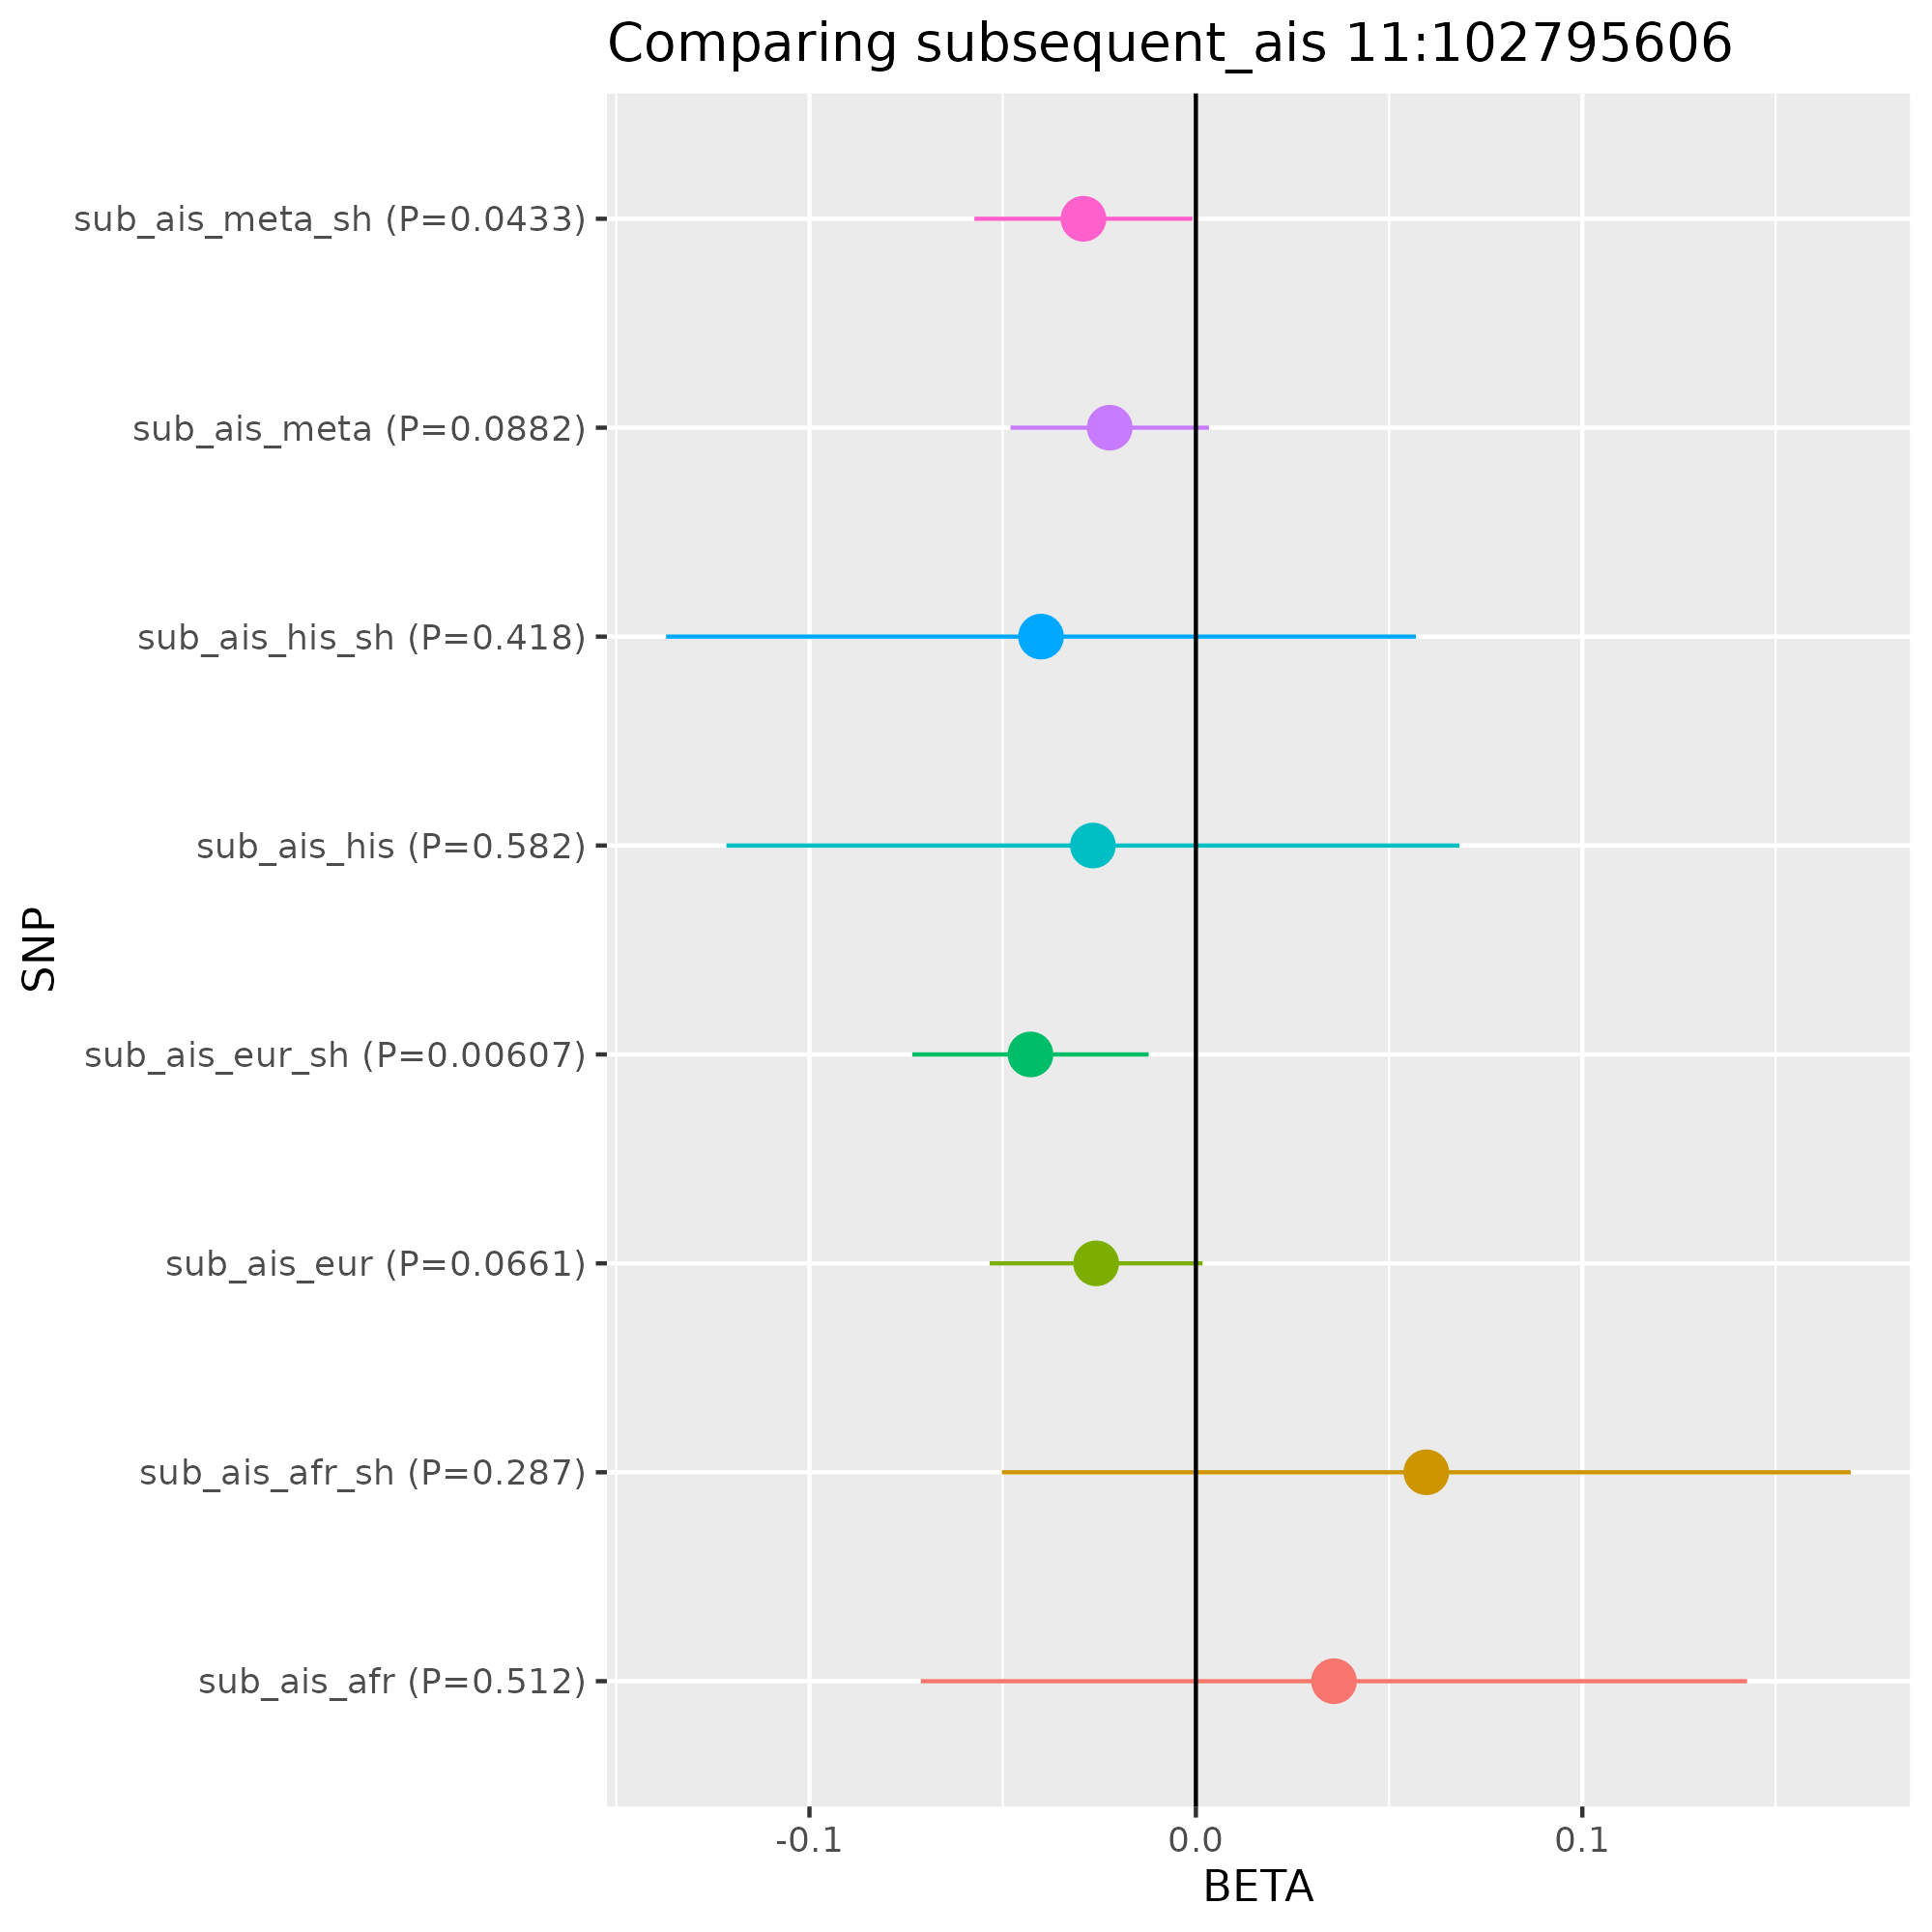 Comparing subsequent_ais 11:102795606
sub_ais_meta_sh (P=0.0433)
sub_ais_meta (P=0.0882)
sub_ais_his_sh (P=0.418)
sub_ais_his (P=0.582)
SNP
sub_ais_eur_sh (P=0.00607)
sub_ais_eur (P=0.0661)
sub_ais_afr_sh (P=0.287)
sub_ais_afr (P=0.512)
-0.1 0.0 0.1
BETA